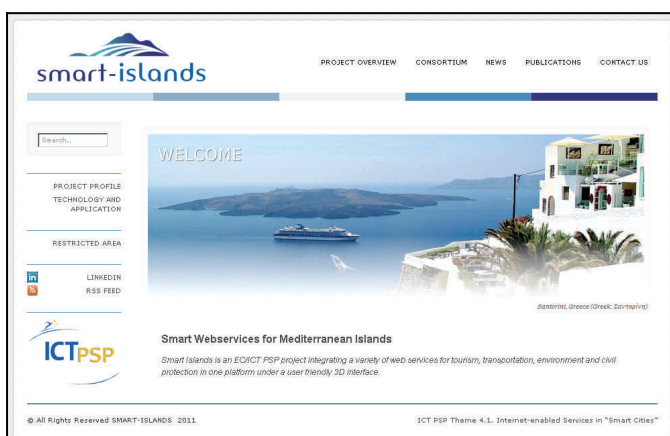 smart-islands
PROJECT OVERVIEW CONSORTIUM NEWS PUBLICATIONS CONTACT US
Search...
WELCOME
PROJECT PROFILE
TECHNOLOGY AND
APPLICATION
RESTRICTED AREA
in LINKEDIN
RSS FEED
Santorini, Greece (Greek: Σαντορίνη)
ICTPSP
Smart Webservices for Mediterranean Islands
Smart Islands is an EC/ICT PSP project integrating a variety of web services for tourism, transportation, environment and civil
protection in one platform under a user friendly 3D interface.
© All Rights Reserved SMART-ISLANDS 2011
ICT PSP Theme 4.1. Internet-enabled Services in "Smart Cities"